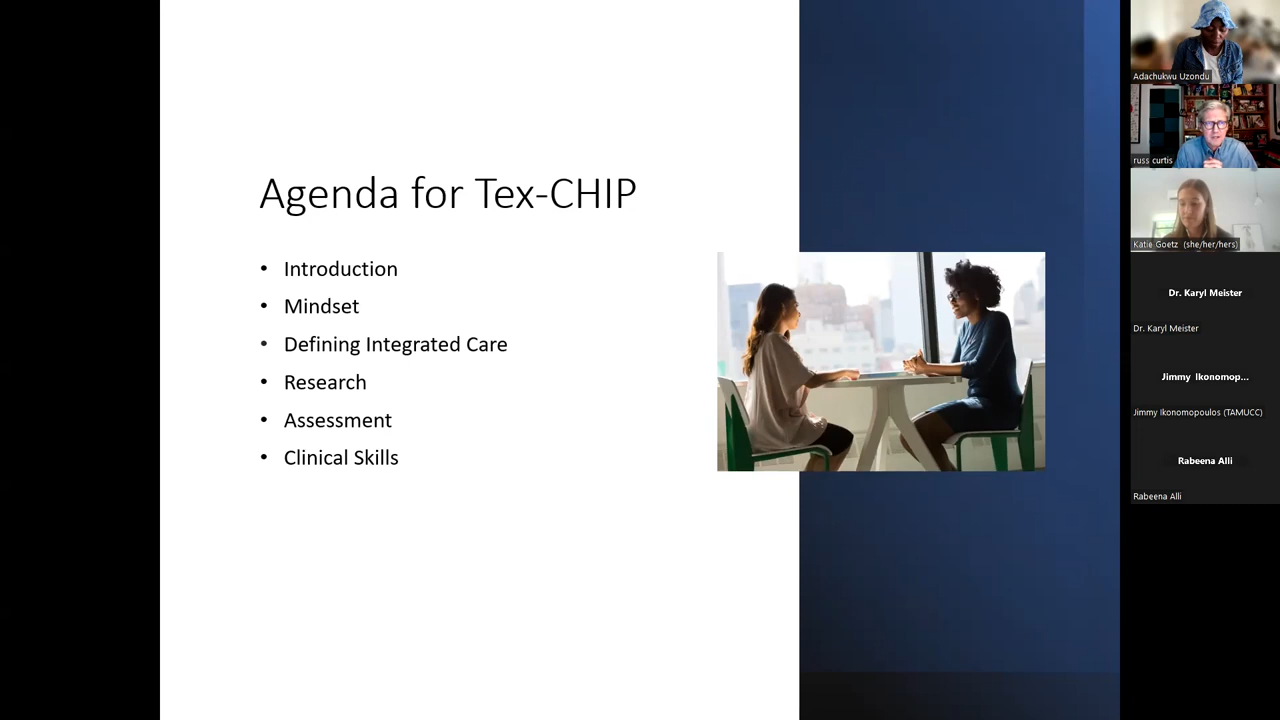 Agenda for Tex-CHIP
• Introduction
• Mindset
• Defining Integrated Care
• Research
• Assessment
• Clinical Skills
Adachukwu Uzondu
russ curtis
Katie Goetz (she/her/hers)
Dr. Karyl Meister
Dr. Karyl Meister
Jimmy Ikonomop...
Jimmy Ikonomopoulos (TAMUCC)
Rabeena Alli
Rabeena Alli